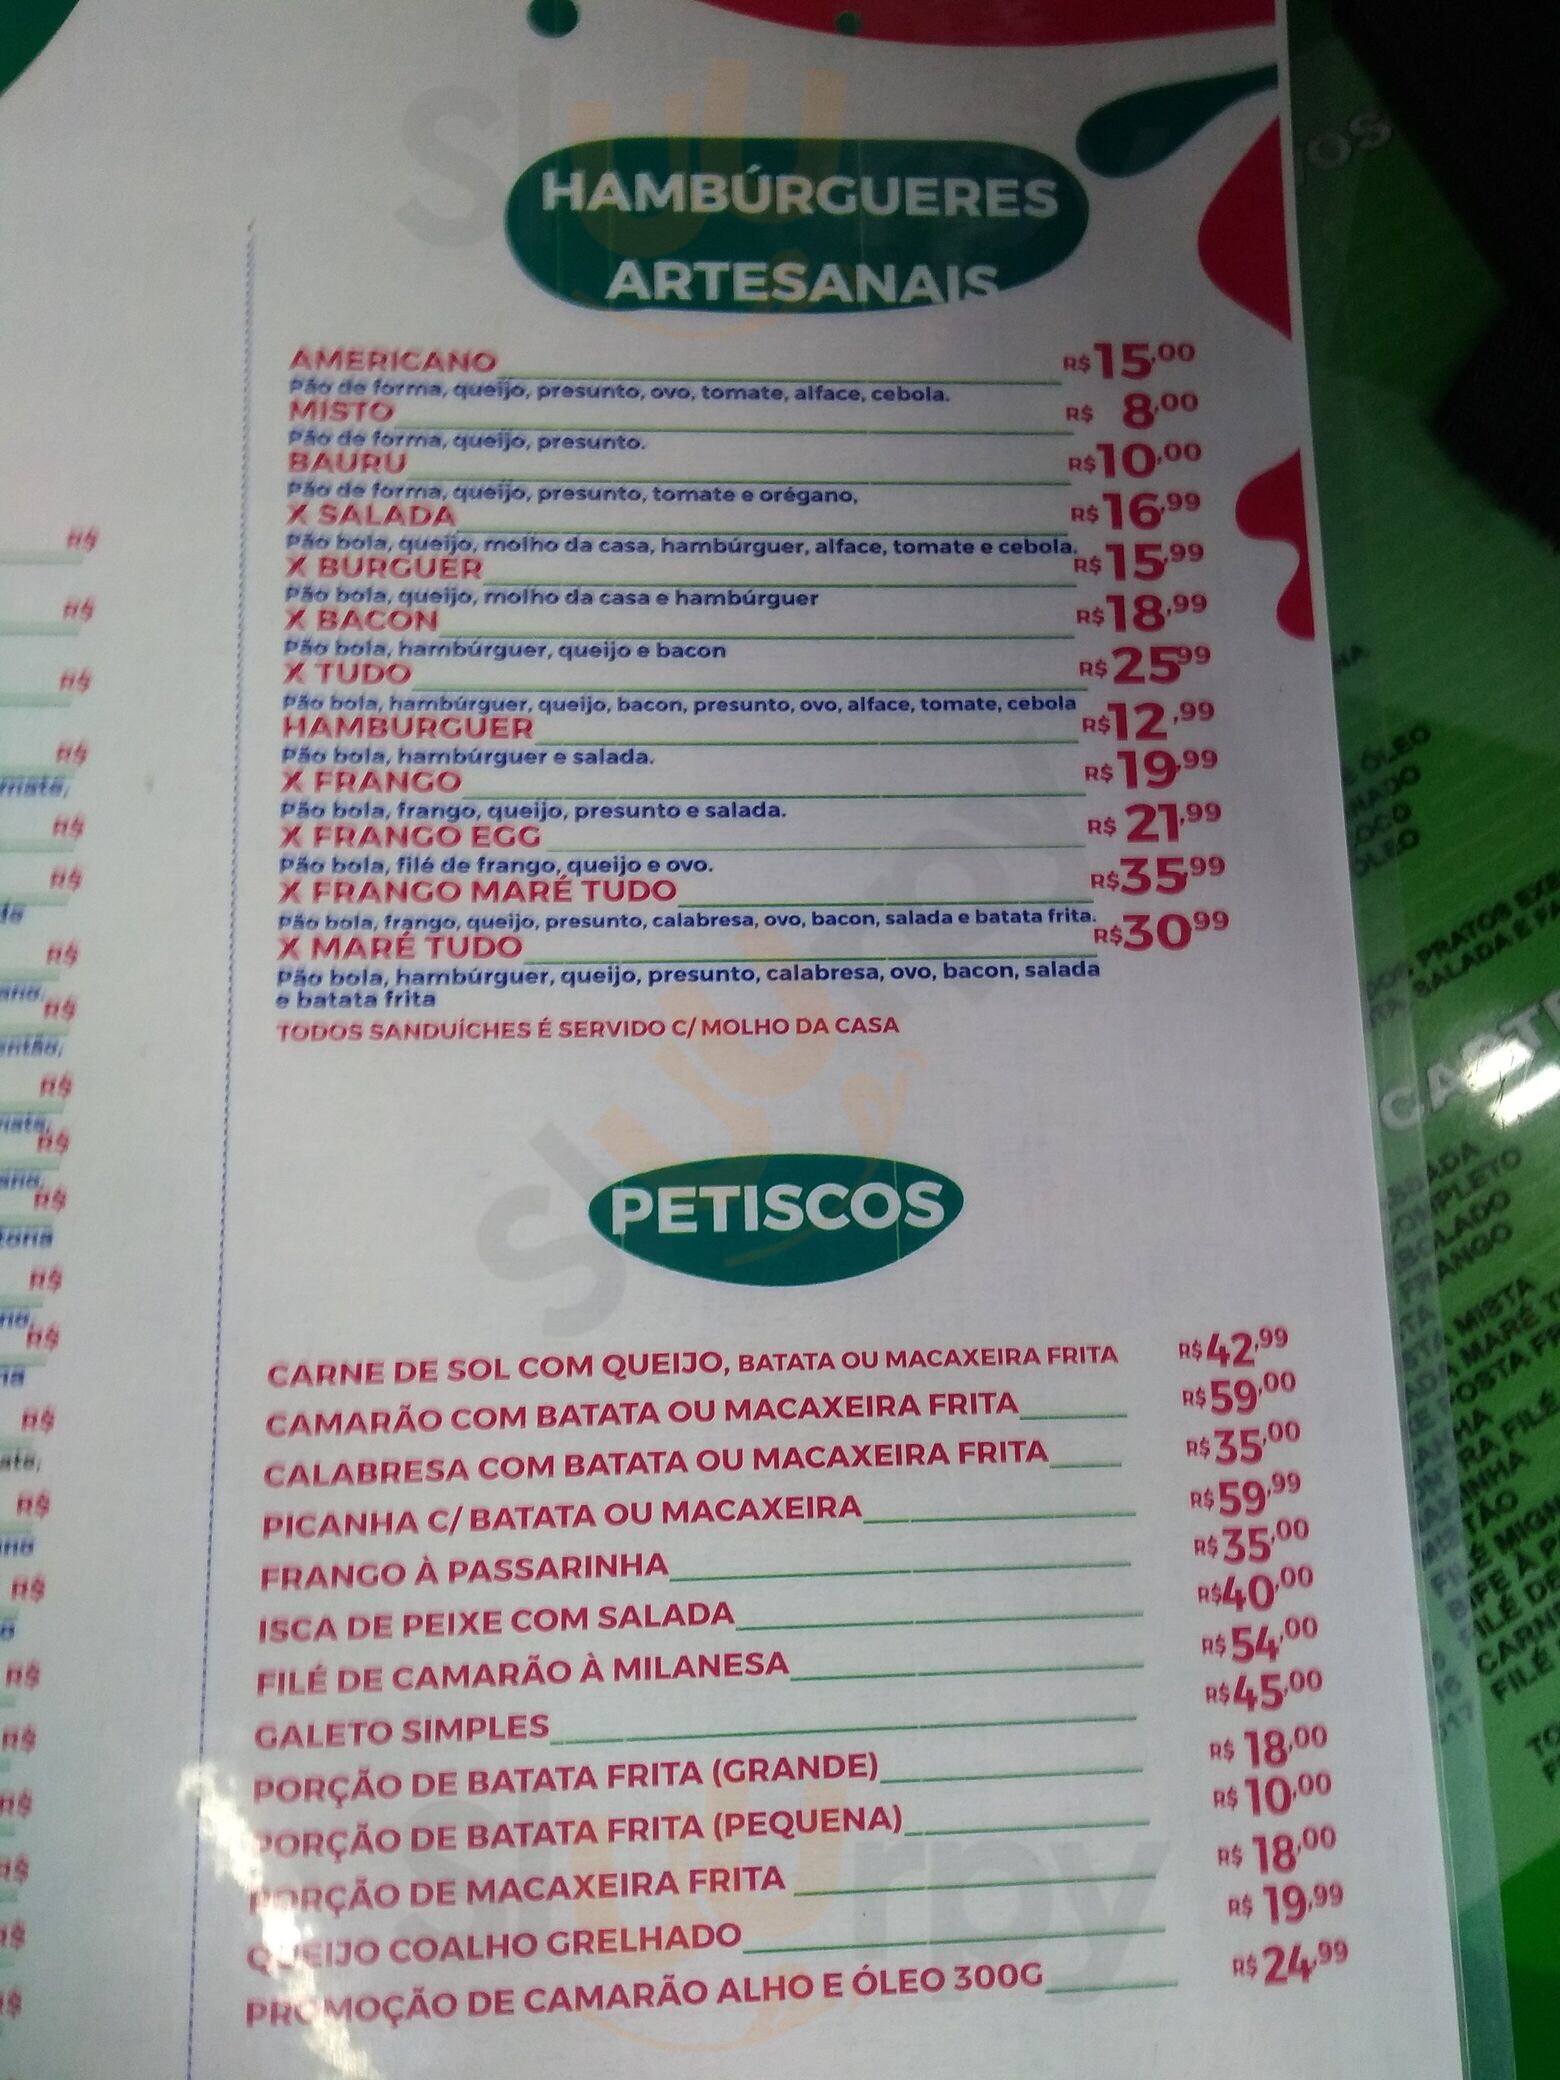 HAMBÚRGUERES
ARTESANAIS
AMERICANO R$ 15,00
Pão de forma, queijo, presunto, ovo, tomate, alface, cebola.
MISTO R$ 8,00
Pão de forma, queijo, presunto.
BAURU R$ 10,00
Pão de forma, queijo, presunto, tomate e orégano,
X SALADA R$ 16,99
Pão bola, queijo, molho da casa, hambúrguer, alface, tomate e cebola.
X BURGUER R$ 15,99
Pão bola, queijo, molho da casa e hambúrguer
X BACON R$ 18,99
Pão bola, hambúrguer, queijo e bacon
X TUDO R$ 25,99
Pão bola, hambúrguer, queijo, bacon, presunto, ovo, alface, tomate, cebola
HAMBURGUER R$ 12,99
Pão bola, hambúrguer e salada.
X FRANGO R$ 19,99
Pão bola, frango, queijo, presunto e salada.
X FRANGO EGG R$ 21,99
Pão bola, filé de frango, queijo e ovo.
X FRANGO MARÉ TUDO R$ 35,99
Pão bola, frango, queijo, presunto, calabresa, ovo, bacon, salada e batata frita.
X MARÉ TUDO R$ 30,99
Pão bola, hambúrguer, queijo, presunto, calabresa, ovo, bacon, salada
e batata frita
TODOS SANDUÍCHES É SERVIDO C/ MOLHO DA CASA
PETISCOS
CARNE DE SOL COM QUEIJO, BATATA OU MACAXEIRA FRITA R$ 42,99
CAMARÃO COM BATATA OU MACAXEIRA FRITA R$ 59,00
CALABRESA COM BATATA OU MACAXEIRA FRITA R$ 35,00
PICANHA C/ BATATA OU MACAXEIRA R$ 59,99
FRANGO À PASSARINHA R$ 35,00
ISCA DE PEIXE COM SALADA R$ 40,00
FILÉ DE CAMARÃO À MILANESA R$ 54,00
GALETO SIMPLES R$ 45,00
PORÇÃO DE BATATA FRITA (GRANDE) R$ 18,00
PORÇÃO DE BATATA FRITA (PEQUENA) R$ 10,00
PORÇÃO DE MACAXEIRA FRITA R$ 18,00
QUEIJO COALHO GRELHADO R$ 19,99
PROMOÇÃO DE CAMARÃO ALHO E ÓLEO 300G R$ 24,99